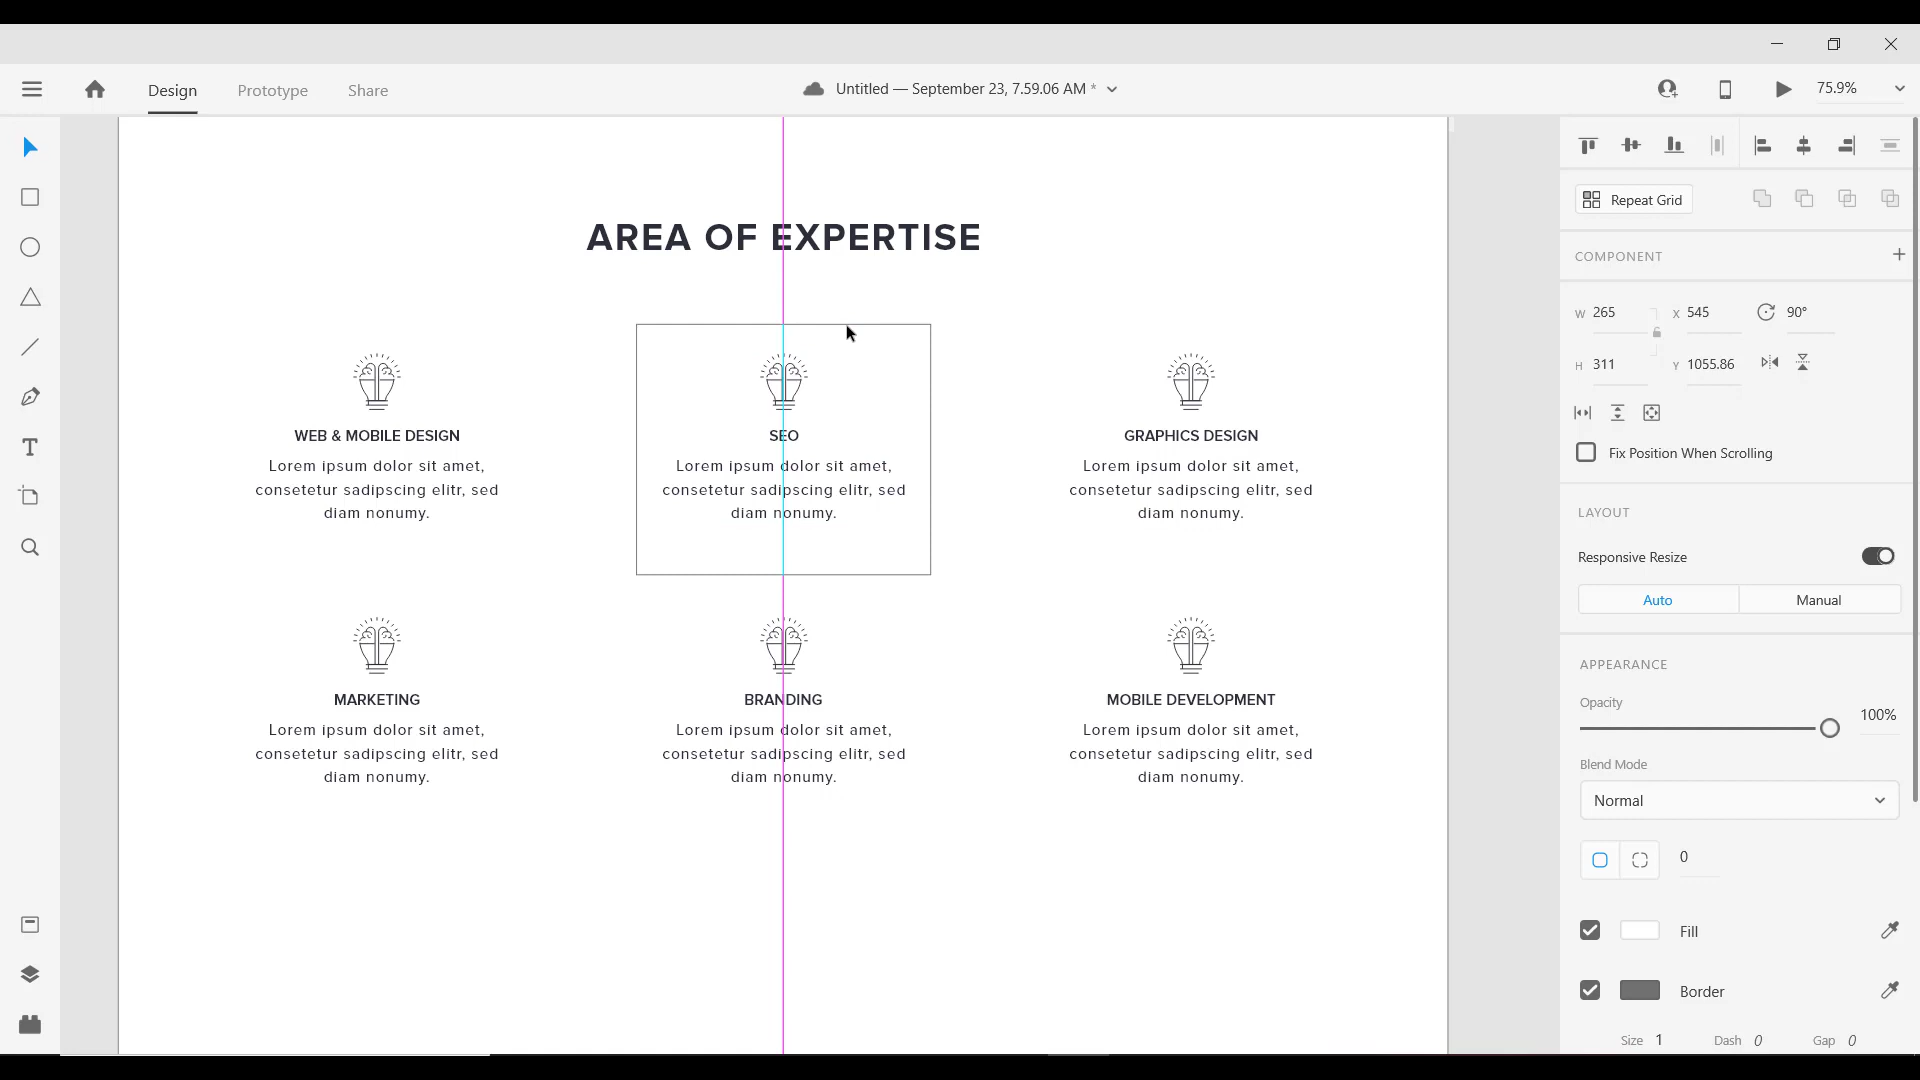 Design Prototype Share
Untitled — September 23, 7.59.06 AM *
75.9%
Repeat Grid
AREA OF EXPERTISE
COMPONENT
W 265 X 545 90°
H 311 Y 1055.86
WEB & MOBILE DESIGN
Lorem ipsum dolor sit amet,
consetetur sadipscing elitr, sed
diam nonumy.
SEO
Lorem ipsum dolor sit amet,
consetetur sadipscing elitr, sed
diam nonumy.
GRAPHICS DESIGN
Lorem ipsum dolor sit amet,
consetetur sadipscing elitr, sed
diam nonumy.
MARKETING
Lorem ipsum dolor sit amet,
consetetur sadipscing elitr, sed
diam nonumy.
BRANDING
Lorem ipsum dolor sit amet,
consetetur sadipscing elitr, sed
diam nonumy.
MOBILE DEVELOPMENT
Lorem ipsum dolor sit amet,
consetetur sadipscing elitr, sed
diam nonumy.
Fix Position When Scrolling
LAYOUT
Responsive Resize
Auto Manual
APPEARANCE
Opacity
100%
Blend Mode
Normal
0
Fill
Border
Size 1 Dash 0 Gap 0